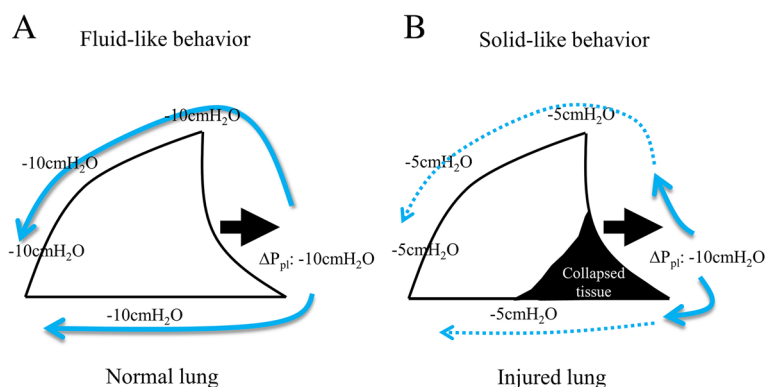 A
Fluid-like behavior
-10cmH₂O
-10cmH₂O
-10cmH₂O
ΔPₚₗ: -10cmH₂O
-10cmH₂O
Normal lung
B
Solid-like behavior
-5cmH₂O
-5cmH₂O
-5cmH₂O
ΔPₚₗ: -10cmH₂O
Collapsed
tissue
-5cmH₂O
Injured lung